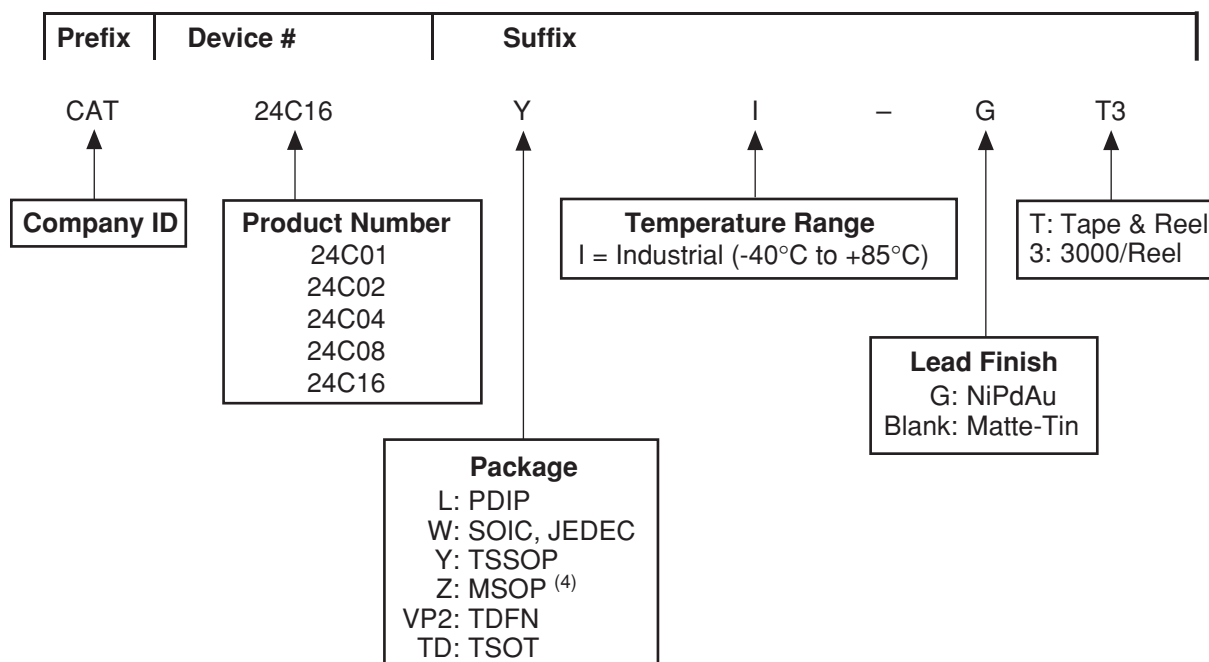 Prefix Device # Suffix
CAT 24C16 Y I – G T3
Company ID
Product Number
24C01
24C02
24C04
24C08
24C16
Temperature Range
I = Industrial (-40°C to +85°C)
T: Tape & Reel
3: 3000/Reel
Lead Finish
G: NiPdAu
Blank: Matte-Tin
Package
L: PDIP
W: SOIC, JEDEC
Y: TSSOP
Z: MSOP (4)
VP2: TDFN
TD: TSOT